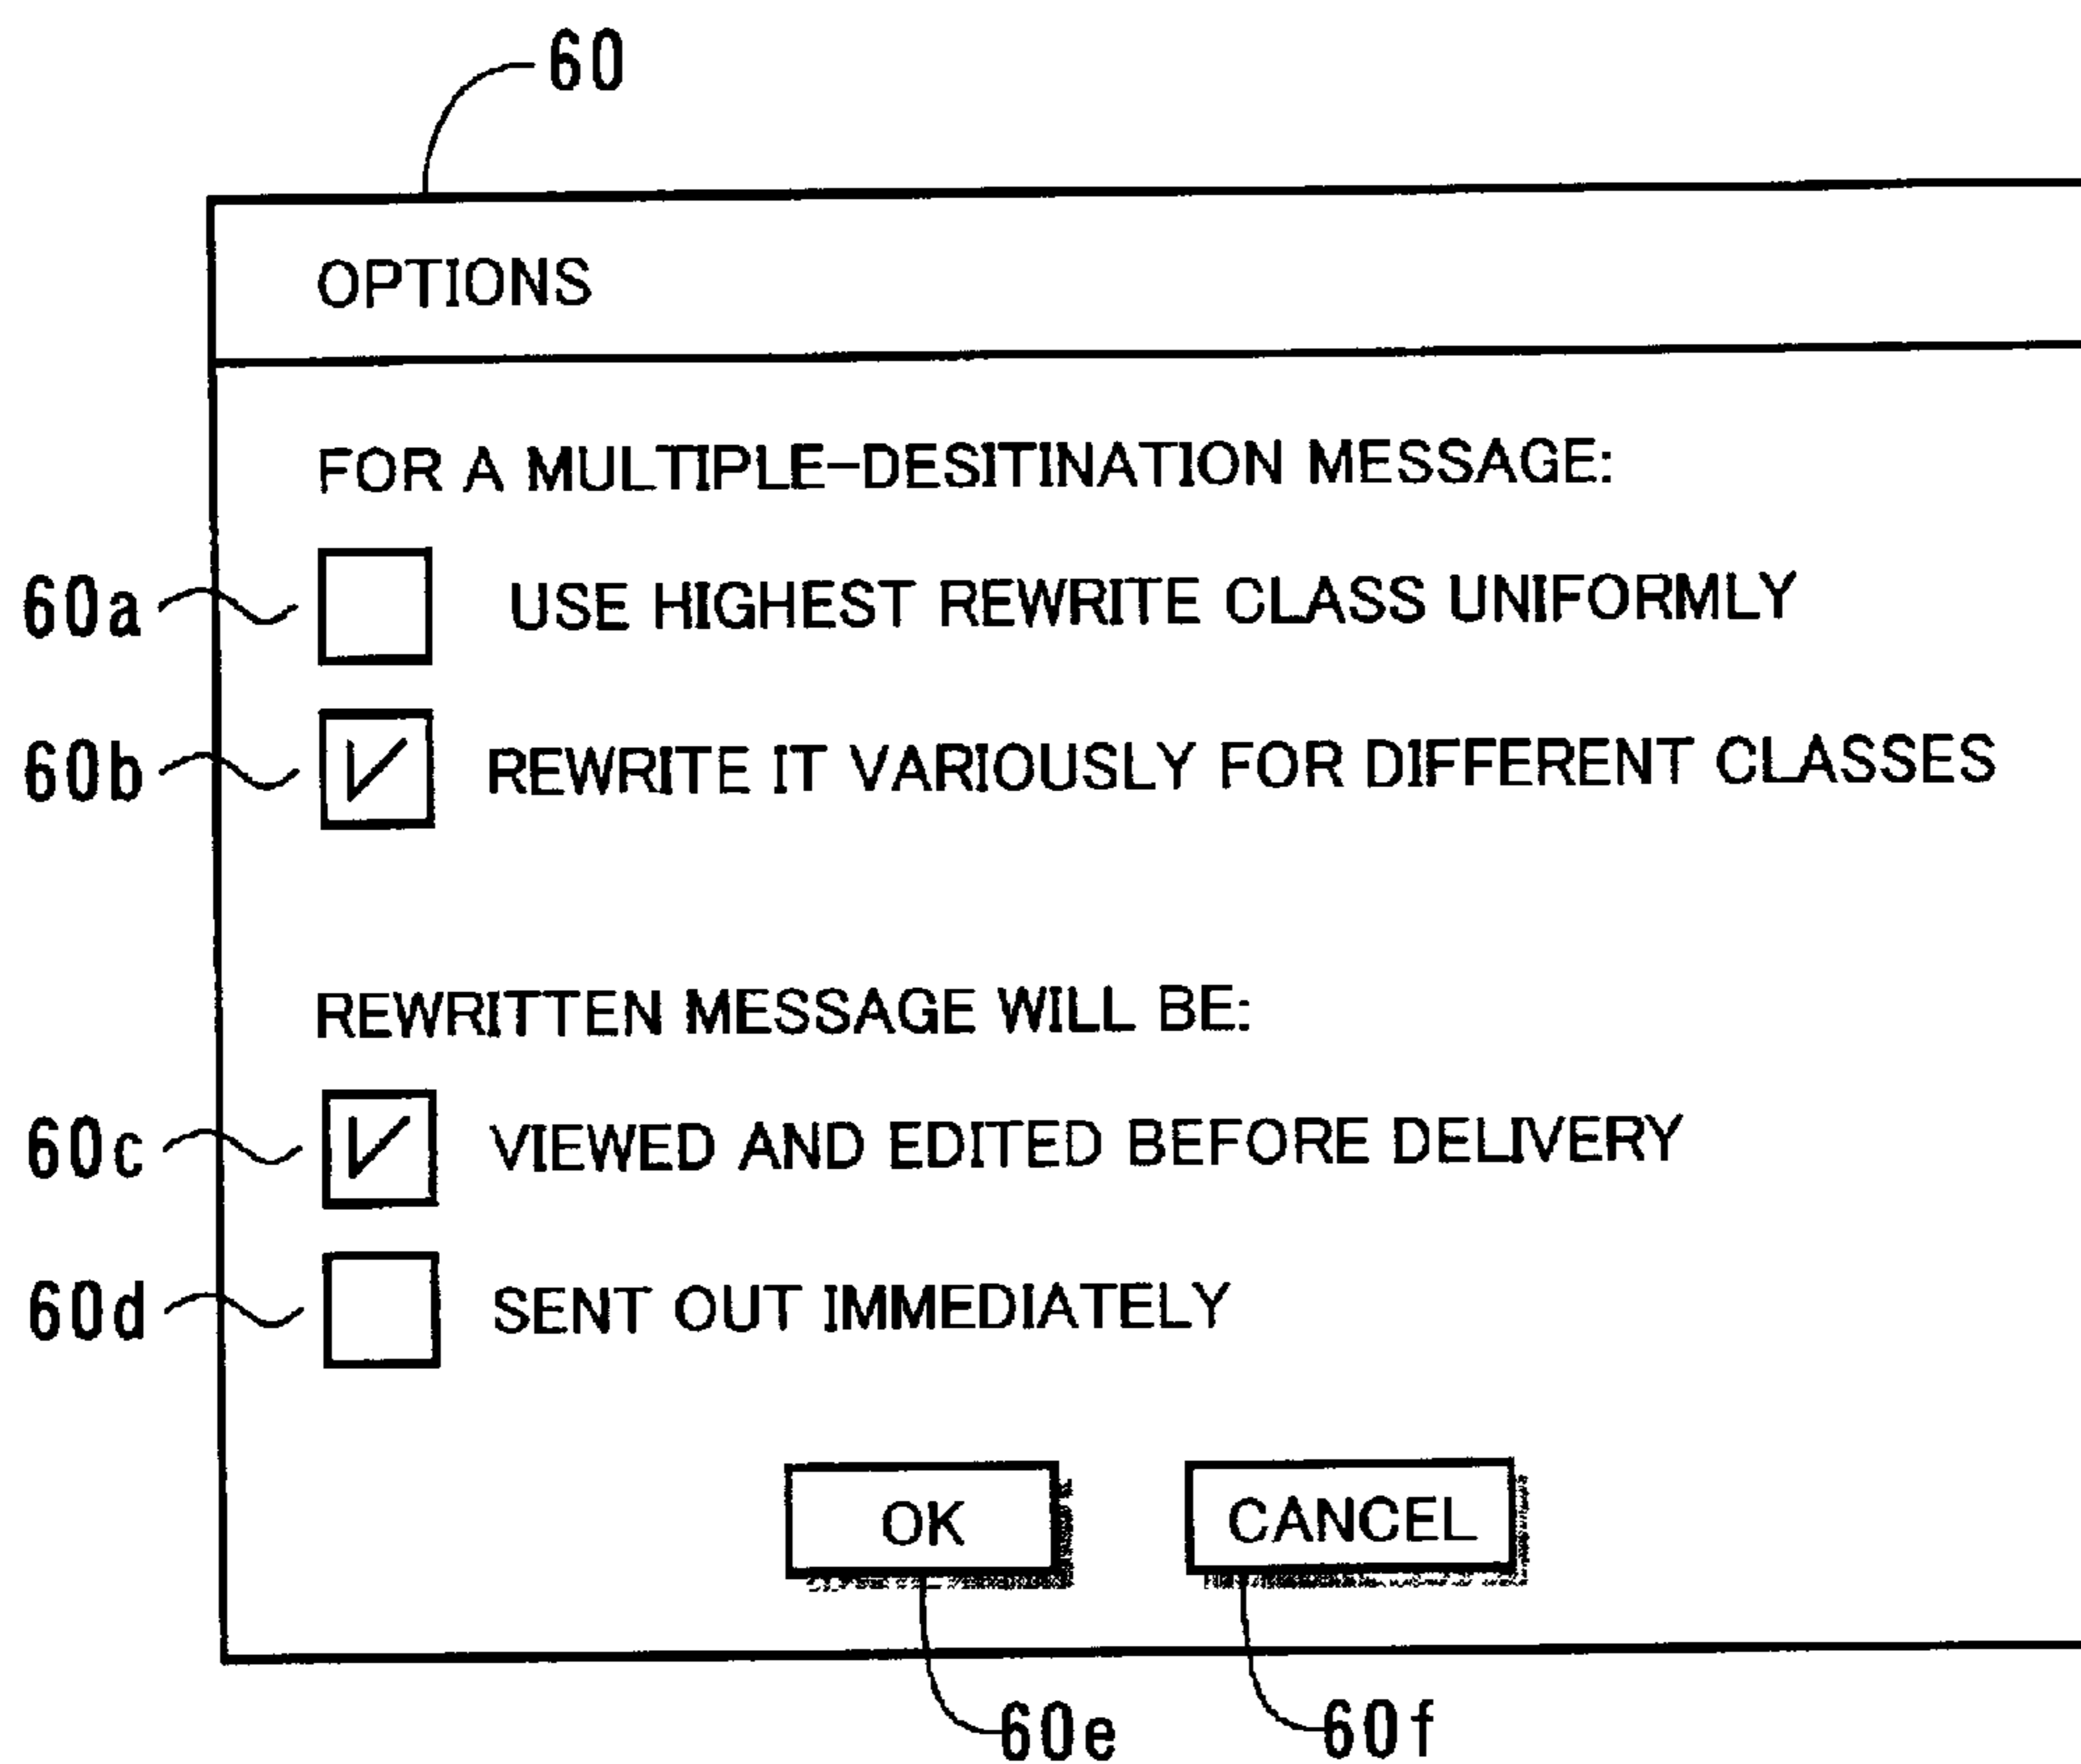 60
OPTIONS
FOR A MULTIPLE-DESITINATION MESSAGE:
60a USE HIGHEST REWRITE CLASS UNIFORMLY
60b REWRITE IT VARIOUSLY FOR DIFFERENT CLASSES
REWRITTEN MESSAGE WILL BE:
60c VIEWED AND EDITED BEFORE DELIVERY
60d SENT OUT IMMEDIATELY
OK CANCEL
60e 60f